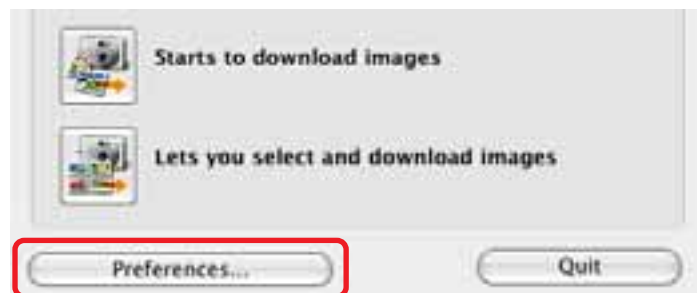 Starts to download images
Lets you select and download images
Preferences...
Quit